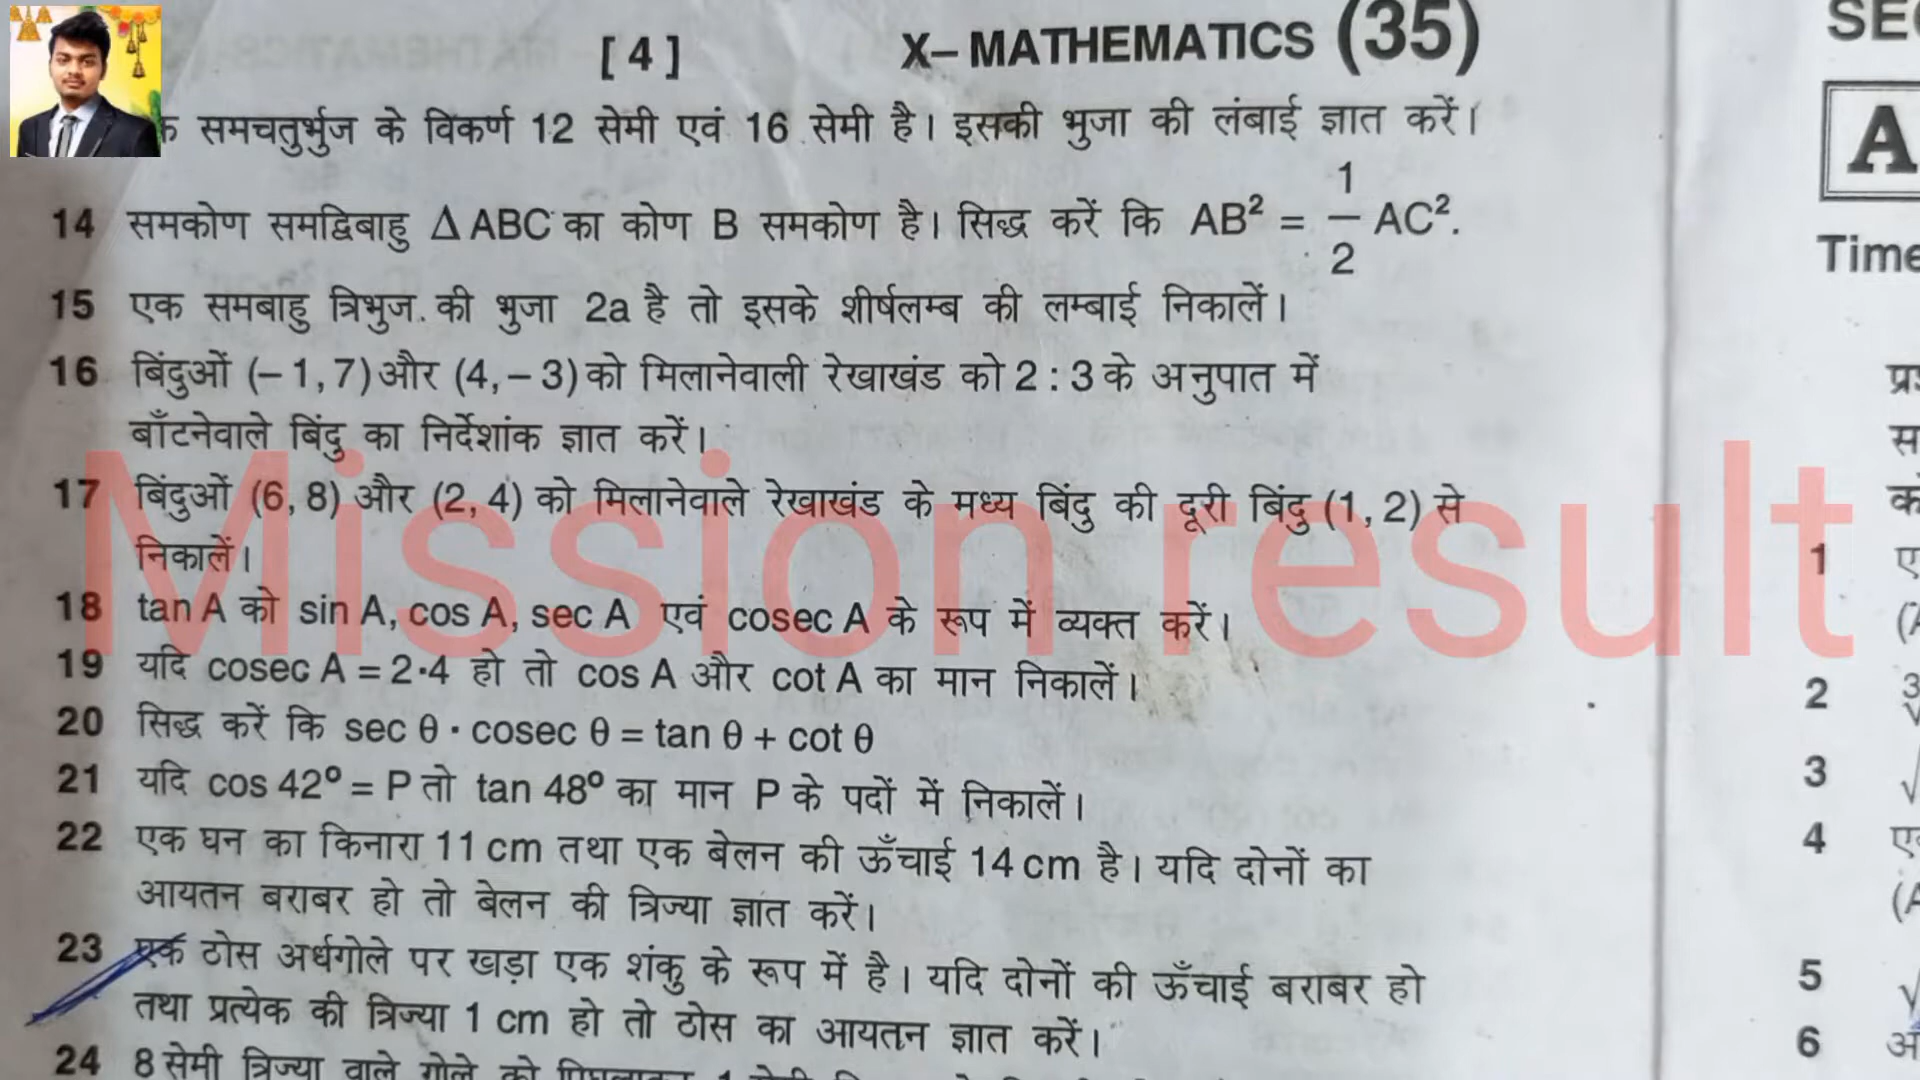 [ 4 ]
X– MATHEMATICS (35)
समचतुर्भुज के विकर्ण 12 सेमी एवं 16 सेमी है। इसकी भुजा की लंबाई ज्ञात करें।
14 समकोण समद्विबाहु Δ ABC का कोण B समकोण है। सिद्ध करें कि AB² = 1/2 AC².
15 एक समबाहु त्रिभुज की भुजा 2a है तो इसके शीर्षलम्ब की लम्बाई निकालें।
16 बिंदुओं (– 1, 7) और (4, – 3) को मिलानेवाली रेखाखंड को 2 : 3 के अनुपात में
बाँटनेवाले बिंदु का निर्देशांक ज्ञात करें।
17 बिंदुओं (6, 8) और (2, 4) को मिलानेवाले रेखाखंड के मध्य बिंदु की दूरी बिंदु (1, 2) से
निकालें।
18 tan A को sin A, cos A, sec A एवं cosec A के रूप में व्यक्त करें।
19 यदि cosec A = 2·4 हो तो cos A और cot A का मान निकालें।
20 सिद्ध करें कि sec θ · cosec θ = tan θ + cot θ
21 यदि cos 42º = P तो tan 48º का मान P के पदों में निकालें।
22 एक घन का किनारा 11 cm तथा एक बेलन की ऊँचाई 14 cm है। यदि दोनों का
आयतन बराबर हो तो बेलन की त्रिज्या ज्ञात करें।
23 एक ठोस अर्धगोले पर खड़ा एक शंकु के रूप में है। यदि दोनों की ऊँचाई बराबर हो
तथा प्रत्येक की त्रिज्या 1 cm हो तो ठोस का आयतन ज्ञात करें।
24 8 सेमी त्रिज्या वाले गोले को
Mission result
A
Time
1
2
3
4
5
6